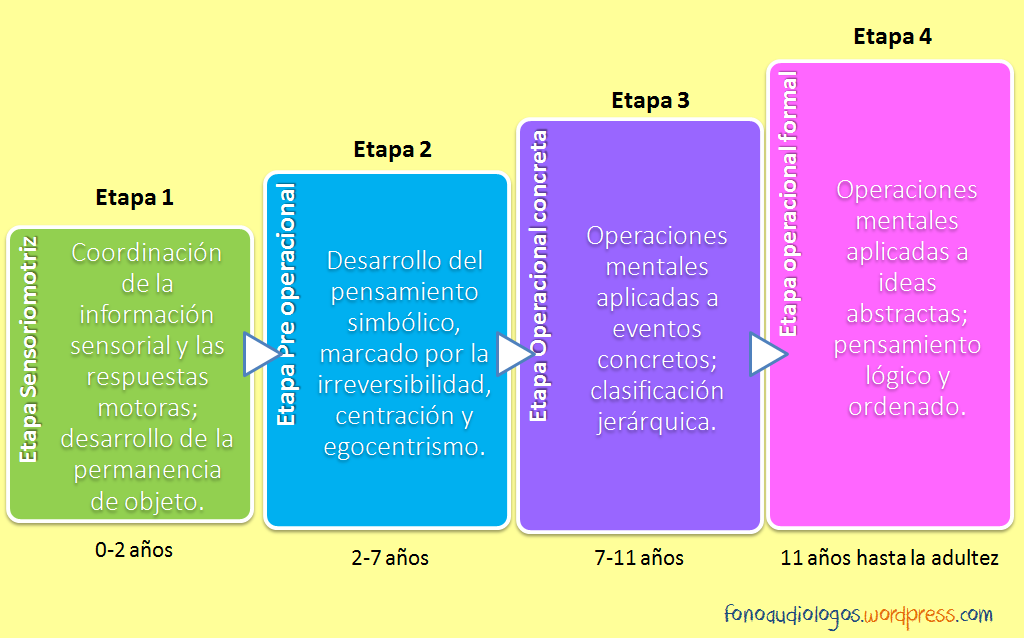 Etapa 1
Etapa Sensoriomotriz
Coordinación
de la
información
sensorial y las
respuestas
motoras;
desarrollo de la
permanencia
de objeto.
0-2 años
Etapa 2
Etapa Pre operacional
Desarrollo del
pensamiento
simbólico,
marcado por la
irreversibilidad,
centración y
egocentrismo.
2-7 años
Etapa 3
Etapa Operacional concreta
Operaciones
mentales
aplicadas a
eventos
concretos;
clasificación
jerárquica.
7-11 años
Etapa 4
Etapa operacional formal
Operaciones
mentales
aplicadas a
ideas
abstractas;
pensamiento
lógico y
ordenado.
11 años hasta la adultez
fonoaudiologos.wordpress.com